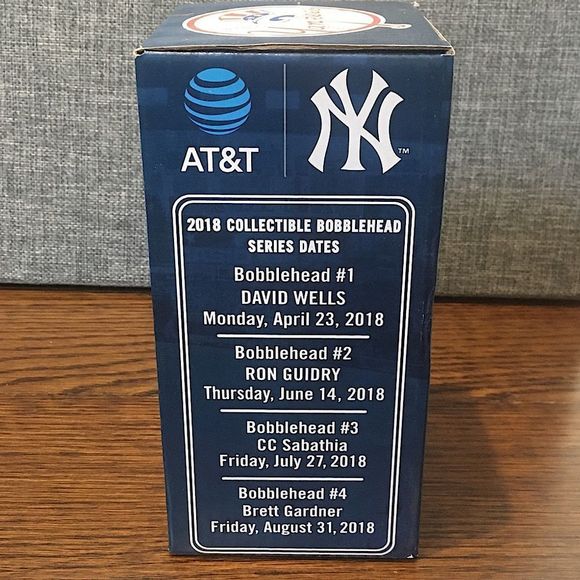 Yankees
AT&T
NY
TM
2018 COLLECTIBLE BOBBLEHEAD
SERIES DATES
Bobblehead #1
DAVID WELLS
Monday, April 23, 2018
Bobblehead #2
RON GUIDRY
Thursday, June 14, 2018
Bobblehead #3
CC Sabathia
Friday, July 27, 2018
Bobblehead #4
Brett Gardner
Friday, August 31, 2018